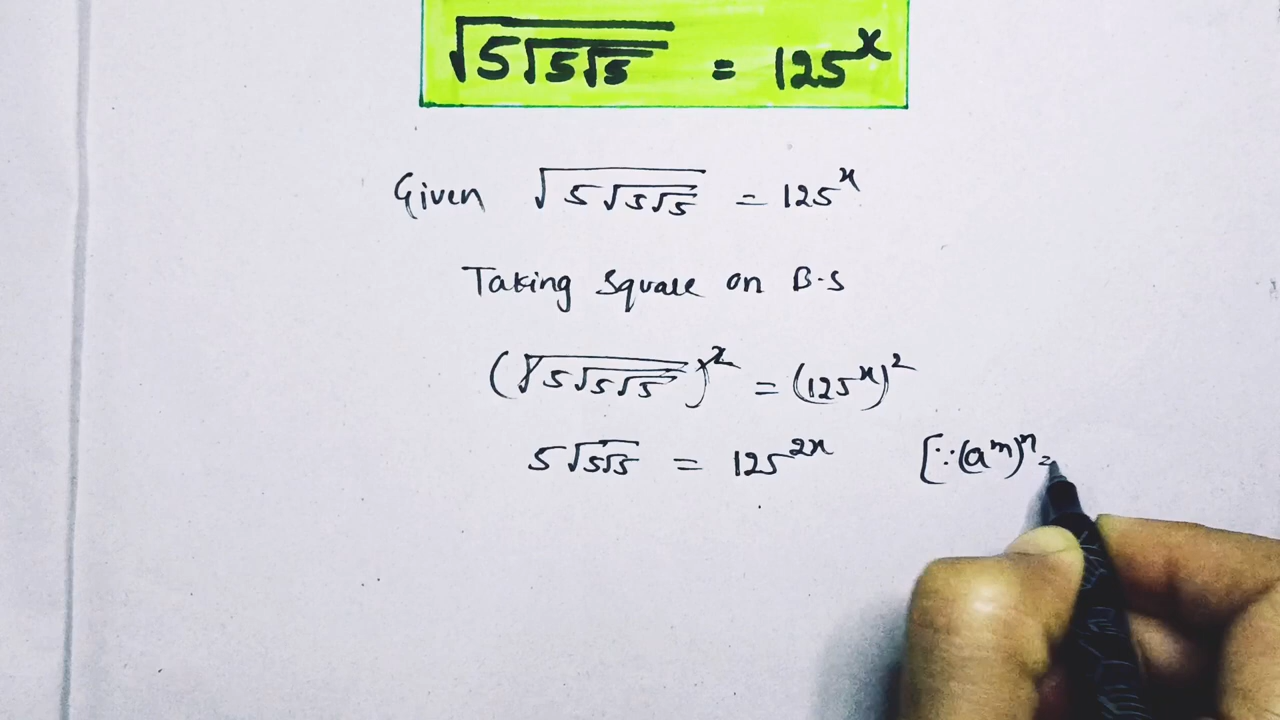 √(5√(5√5)) = 125^x
Given √(5√(5√5)) = 125^x
Taking Square on B.S
(√(5√(5√5)))^2 = (125^x)^2
5√(5√5) = 125^2x [∵(a^m)^n =